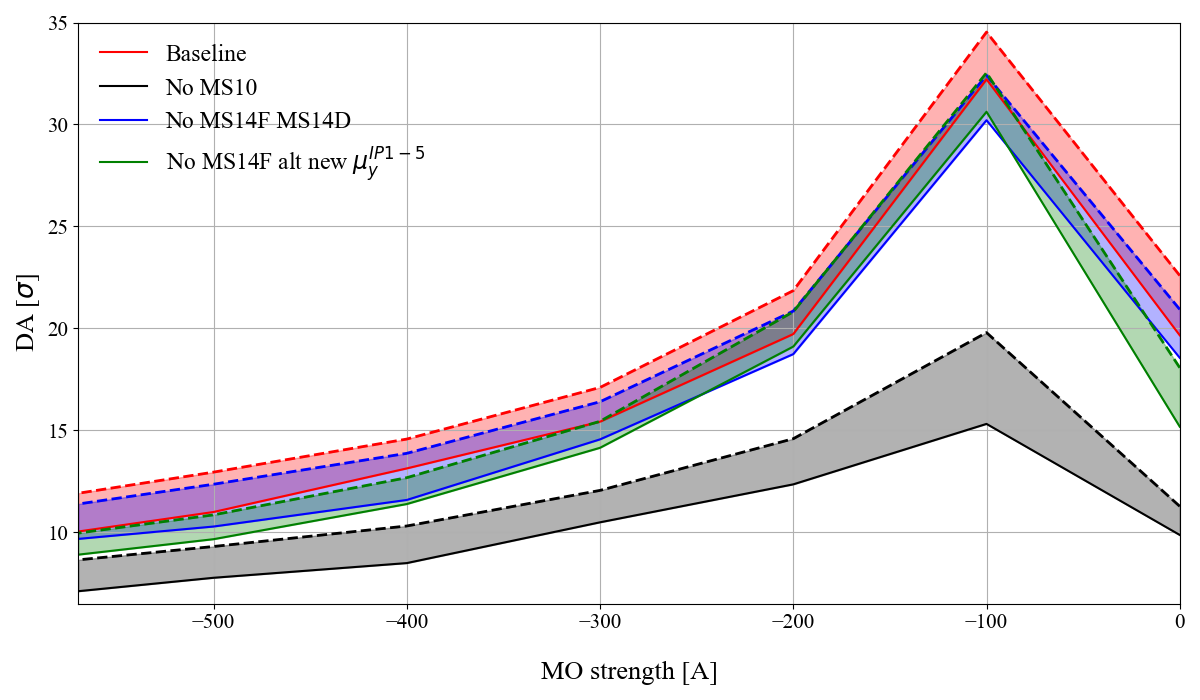 35
30
25
20
15
10
DA [σ]
Baseline
No MS10
No MS14F MS14D
No MS14F alt new μ_y^{IP1−5}
−500 −400 −300 −200 −100 0
MO strength [A]